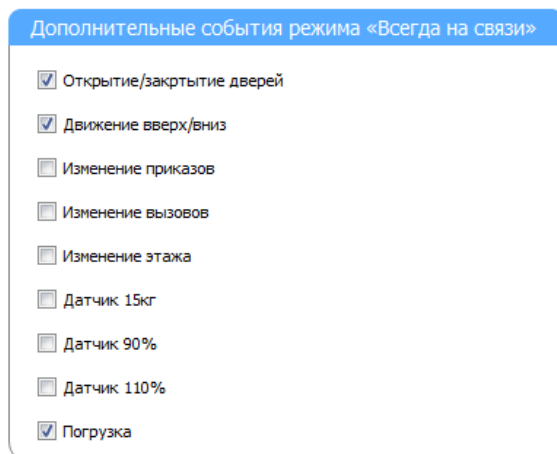 Дополнительные события режима «Всегда на связи»
Открытие/закртытие дверей
Движение вверх/вниз
Изменение приказов
Изменение вызовов
Изменение этажа
Датчик 15кг
Датчик 90%
Датчик 110%
Погрузка